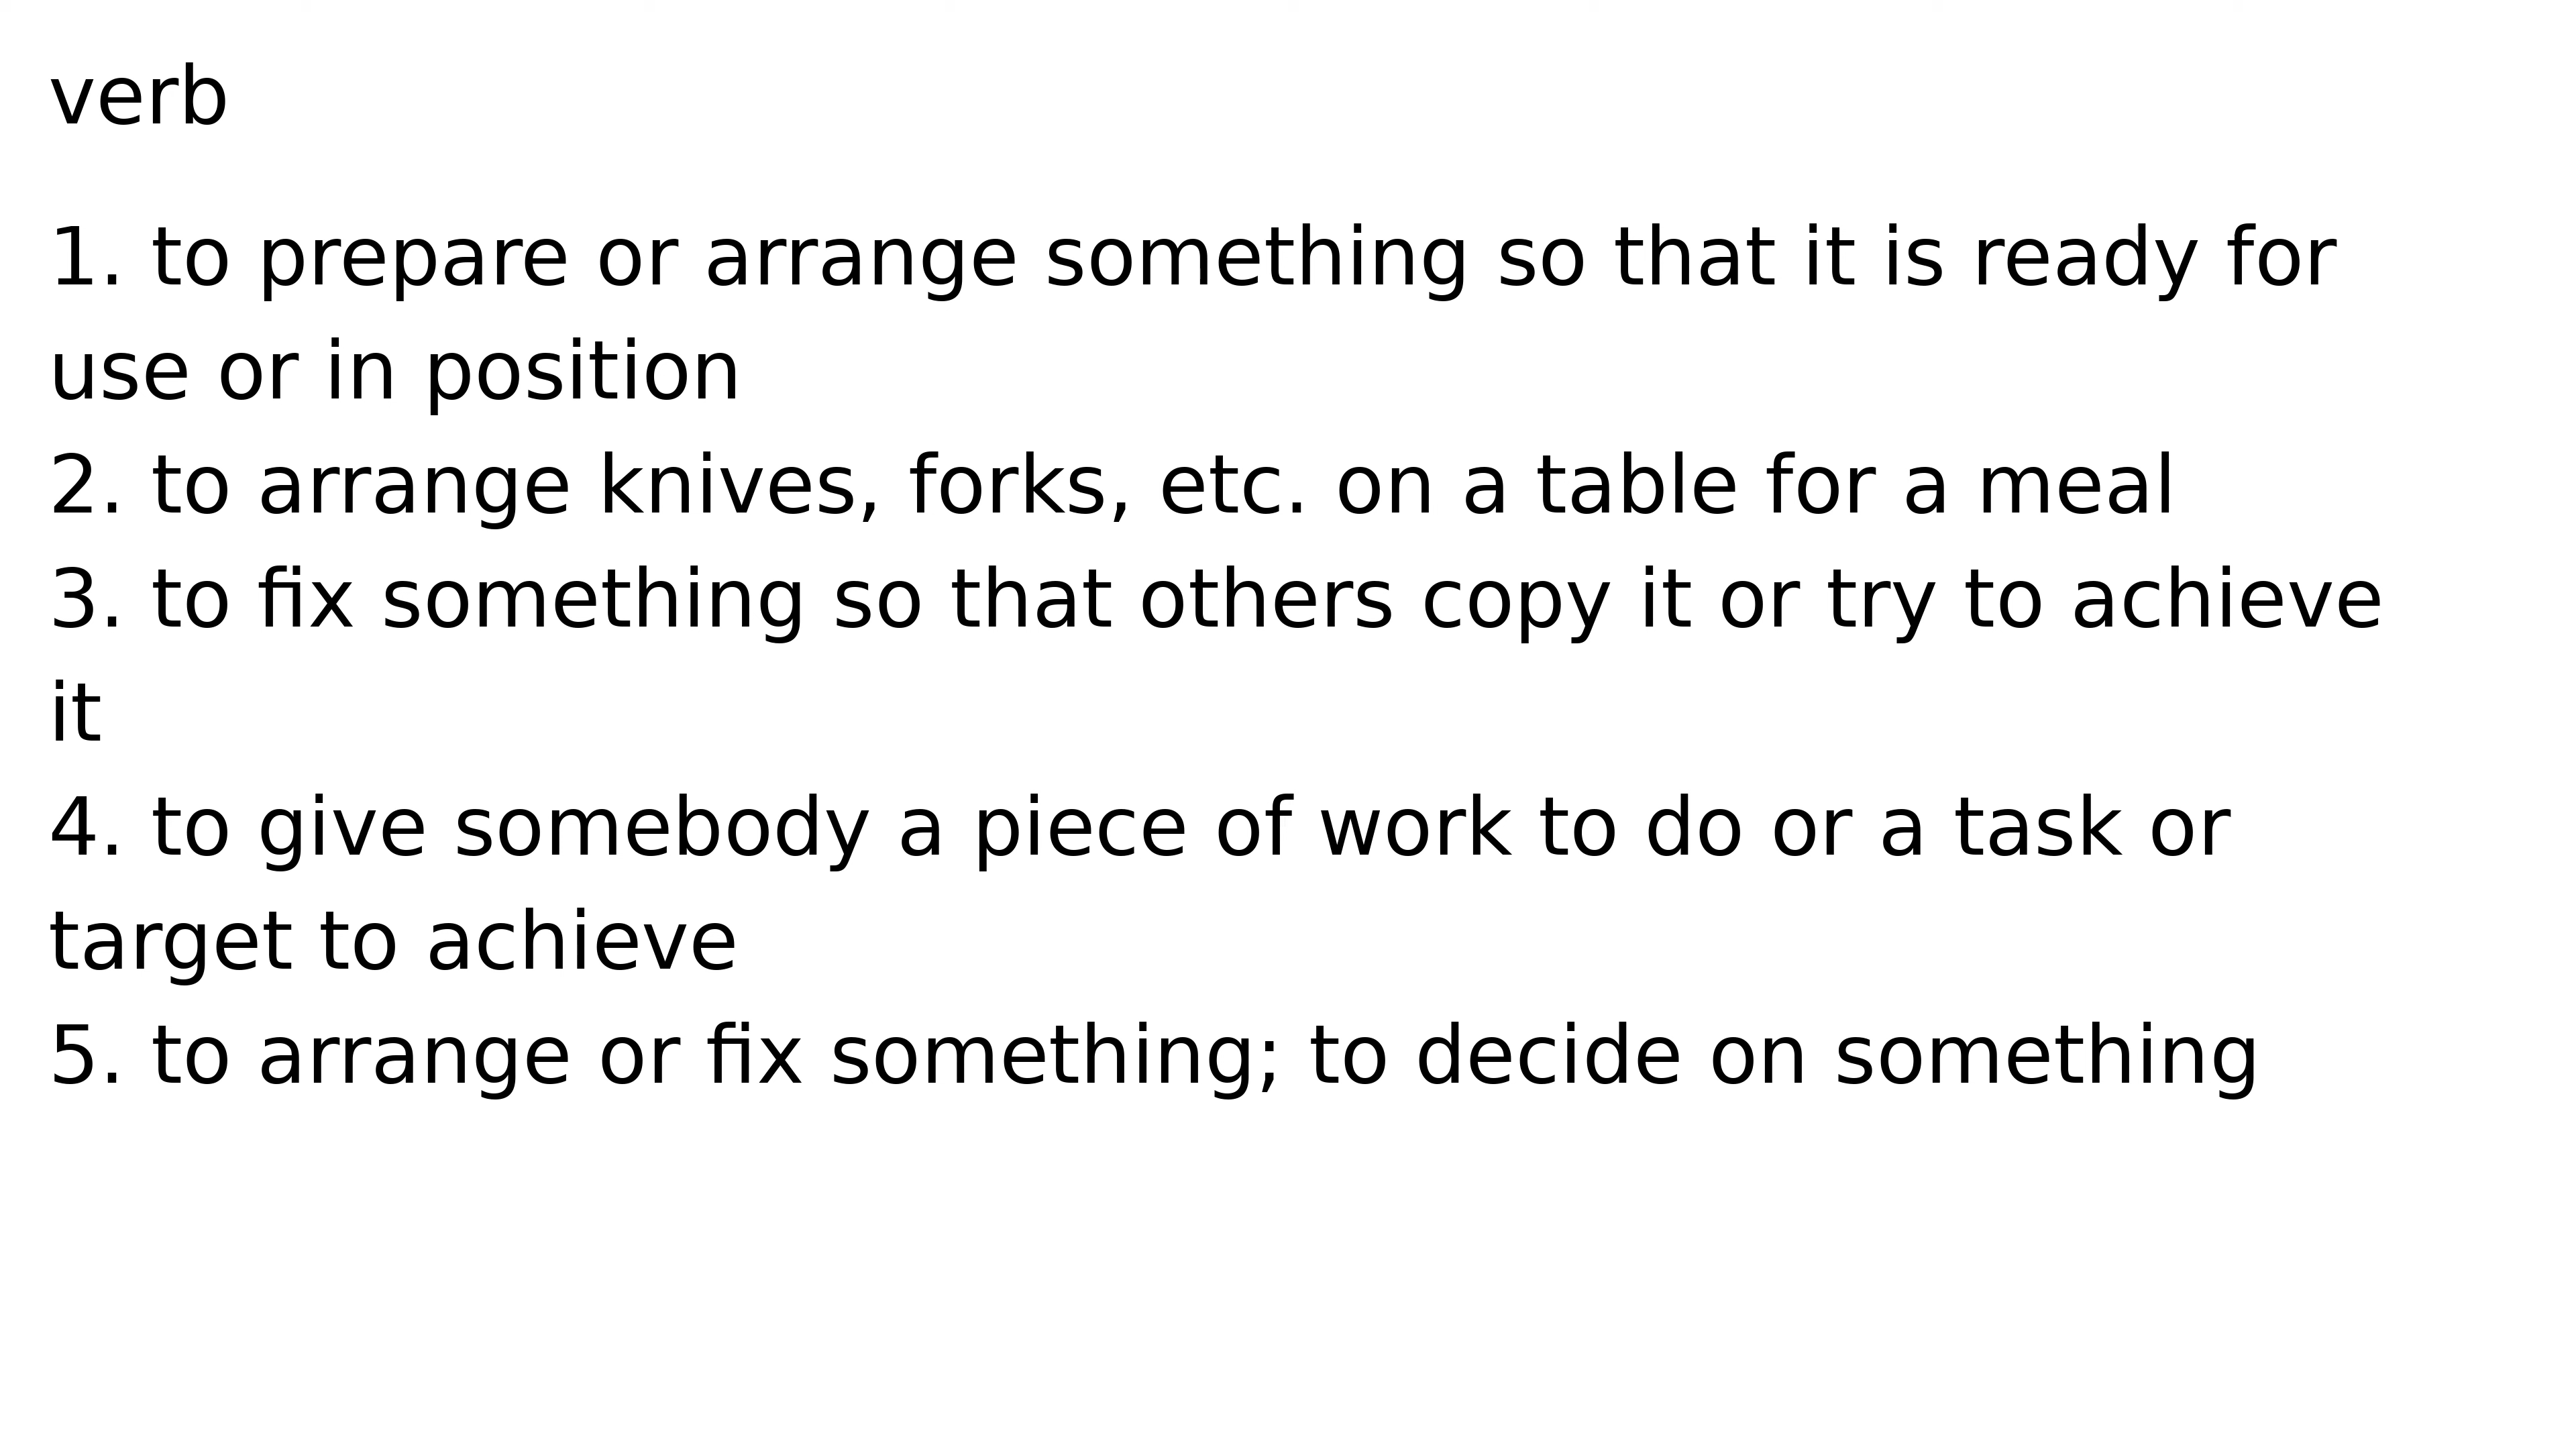 verb
1. to prepare or arrange something so that it is ready for
use or in position
2. to arrange knives, forks, etc. on a table for a meal
3. to fix something so that others copy it or try to achieve
it
4. to give somebody a piece of work to do or a task or
target to achieve
5. to arrange or fix something; to decide on something